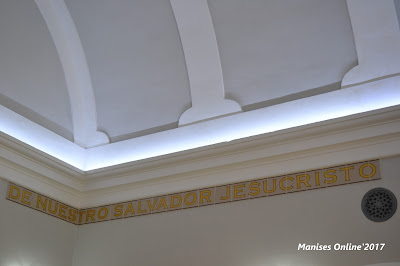 DE NUESTRO SALVADOR JESUCRISTO
Manises Online'2017